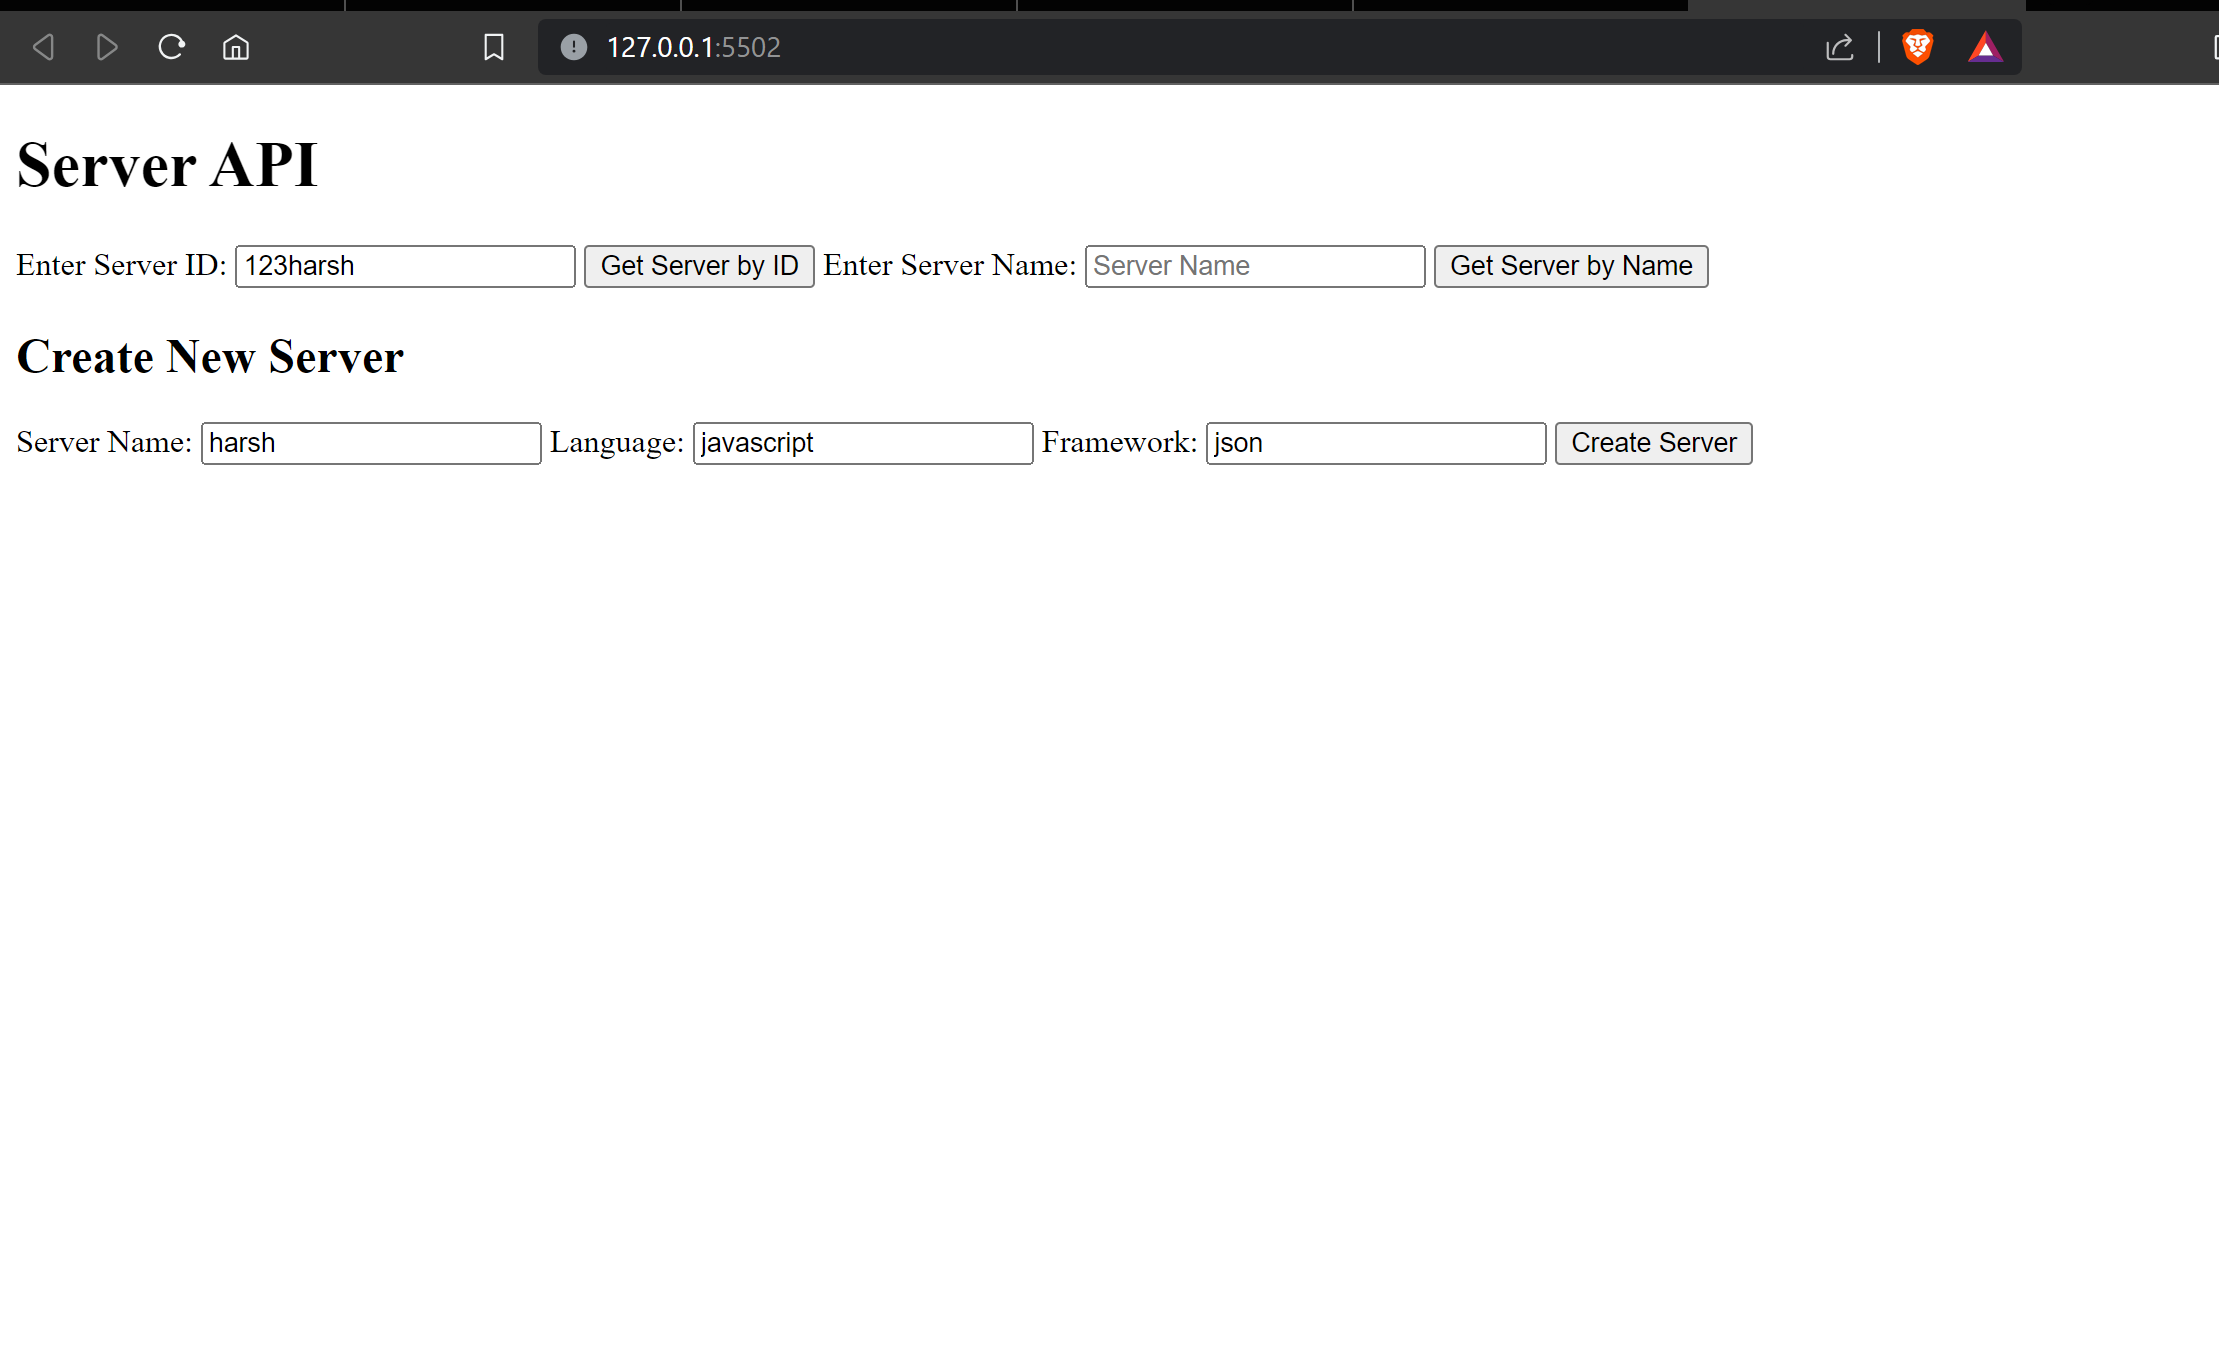 127.0.0.1:5502
Server API
Enter Server ID: 123harsh Get Server by ID Enter Server Name: Server Name Get Server by Name
Create New Server
Server Name: harsh Language: javascript Framework: json Create Server